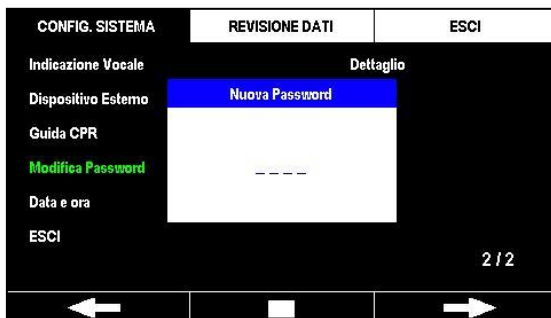 CONFIG. SISTEMA REVISIONE DATI ESCI
Indicazione Vocale Dettaglio
Dispositivo Esterno
Nuova Password
Guida CPR
Modifica Password
_ _ _ _
Data e ora
ESCI
2 / 2